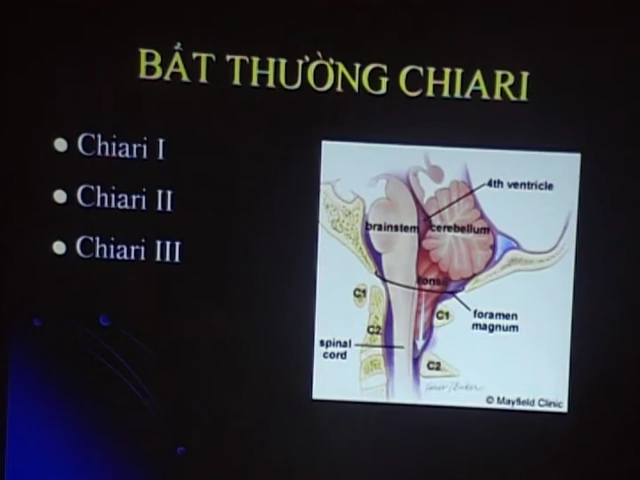 BẤT THƯỜNG CHIARI
Chiari I
Chiari II
Chiari III
4th ventricle
brainstem
cerebellum
tonsil
C1
C1
foramen
magnum
C2
spinal
cord
C2
© Mayfield Clinic